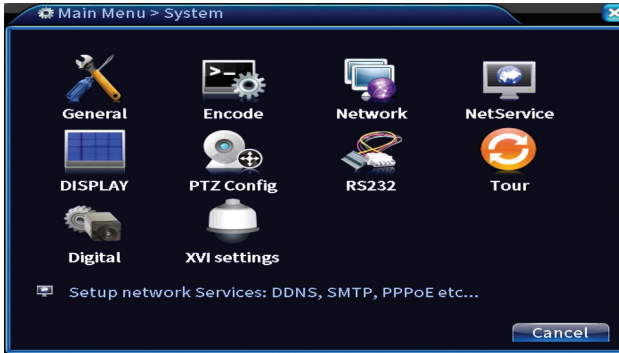 Main Menu > System
General Encode Network NetService
DISPLAY PTZ Config RS232 Tour
Digital XVI settings
Setup network Services: DDNS, SMTP, PPPoE etc...
Cancel